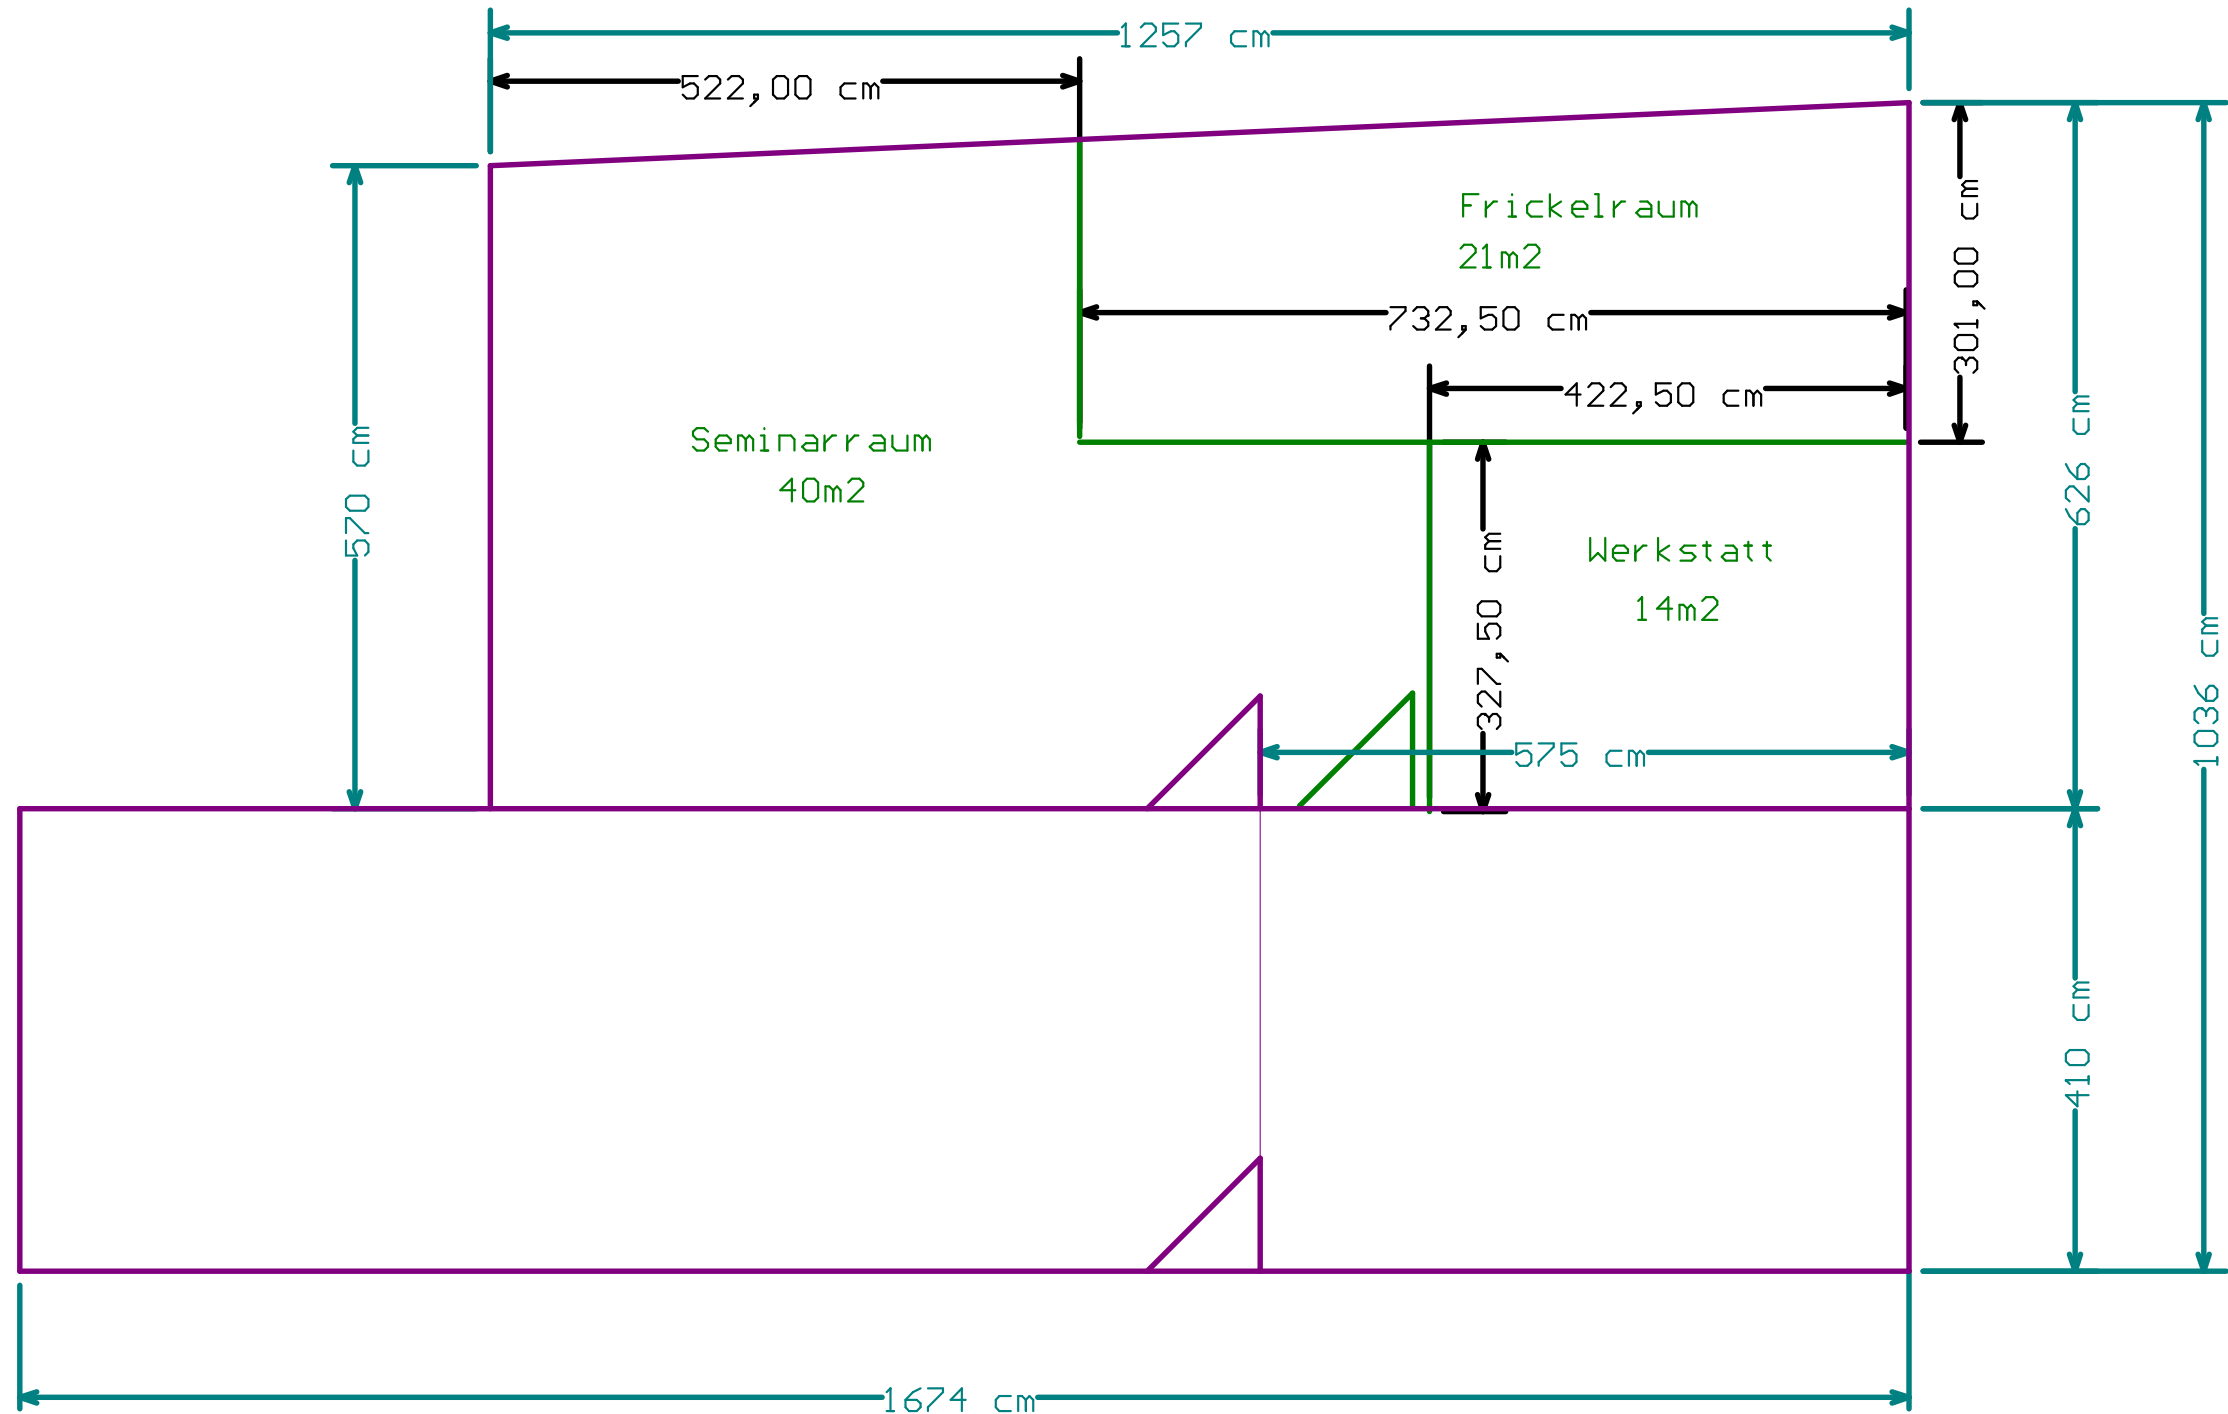 1257 cm
522,00 cm
Frickelraum
21m2
301,00 cm
732,50 cm
422,50 cm
626 cm
570 cm
Seminarraum
40m2
Werkstatt
14m2
327,50 cm
1036 cm
575 cm
410 cm
1674 cm